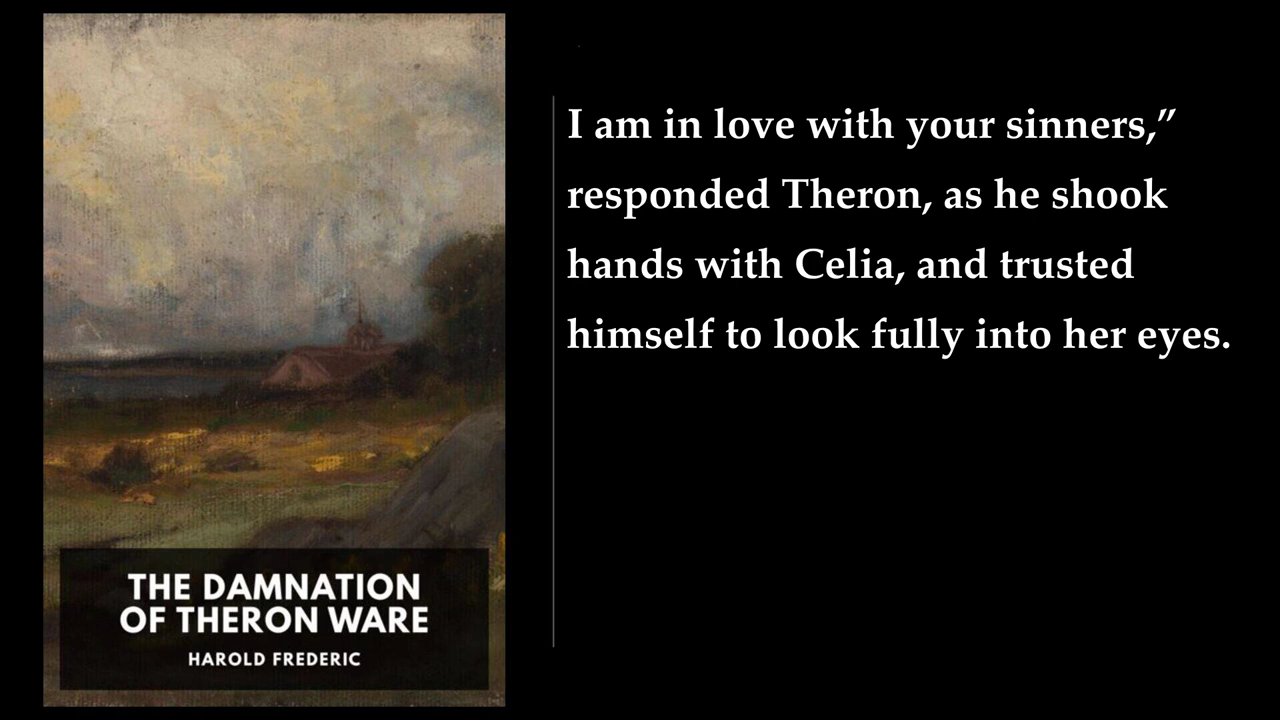 THE DAMNATION
OF THERON WARE
HAROLD FREDERIC
I am in love with your sinners,”
responded Theron, as he shook
hands with Celia, and trusted
himself to look fully into her eyes.